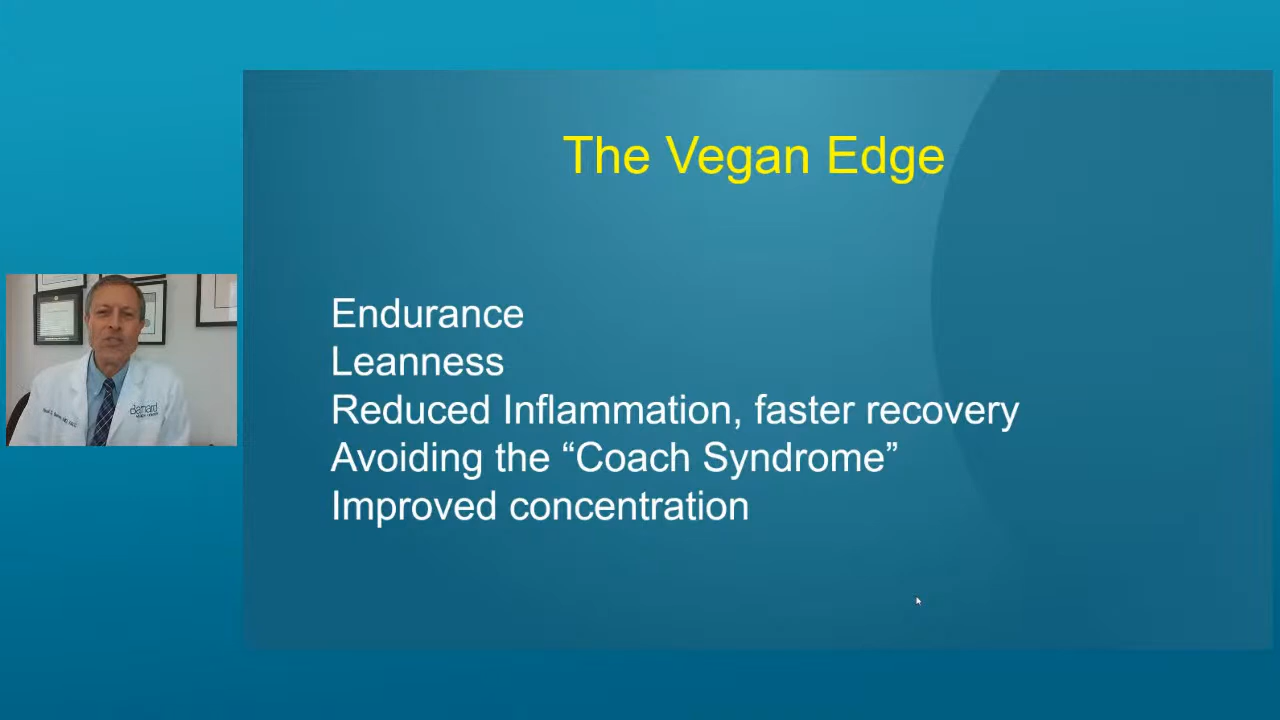 The Vegan Edge
Endurance
Leanness
Reduced Inflammation, faster recovery
Avoiding the “Coach Syndrome”
Improved concentration